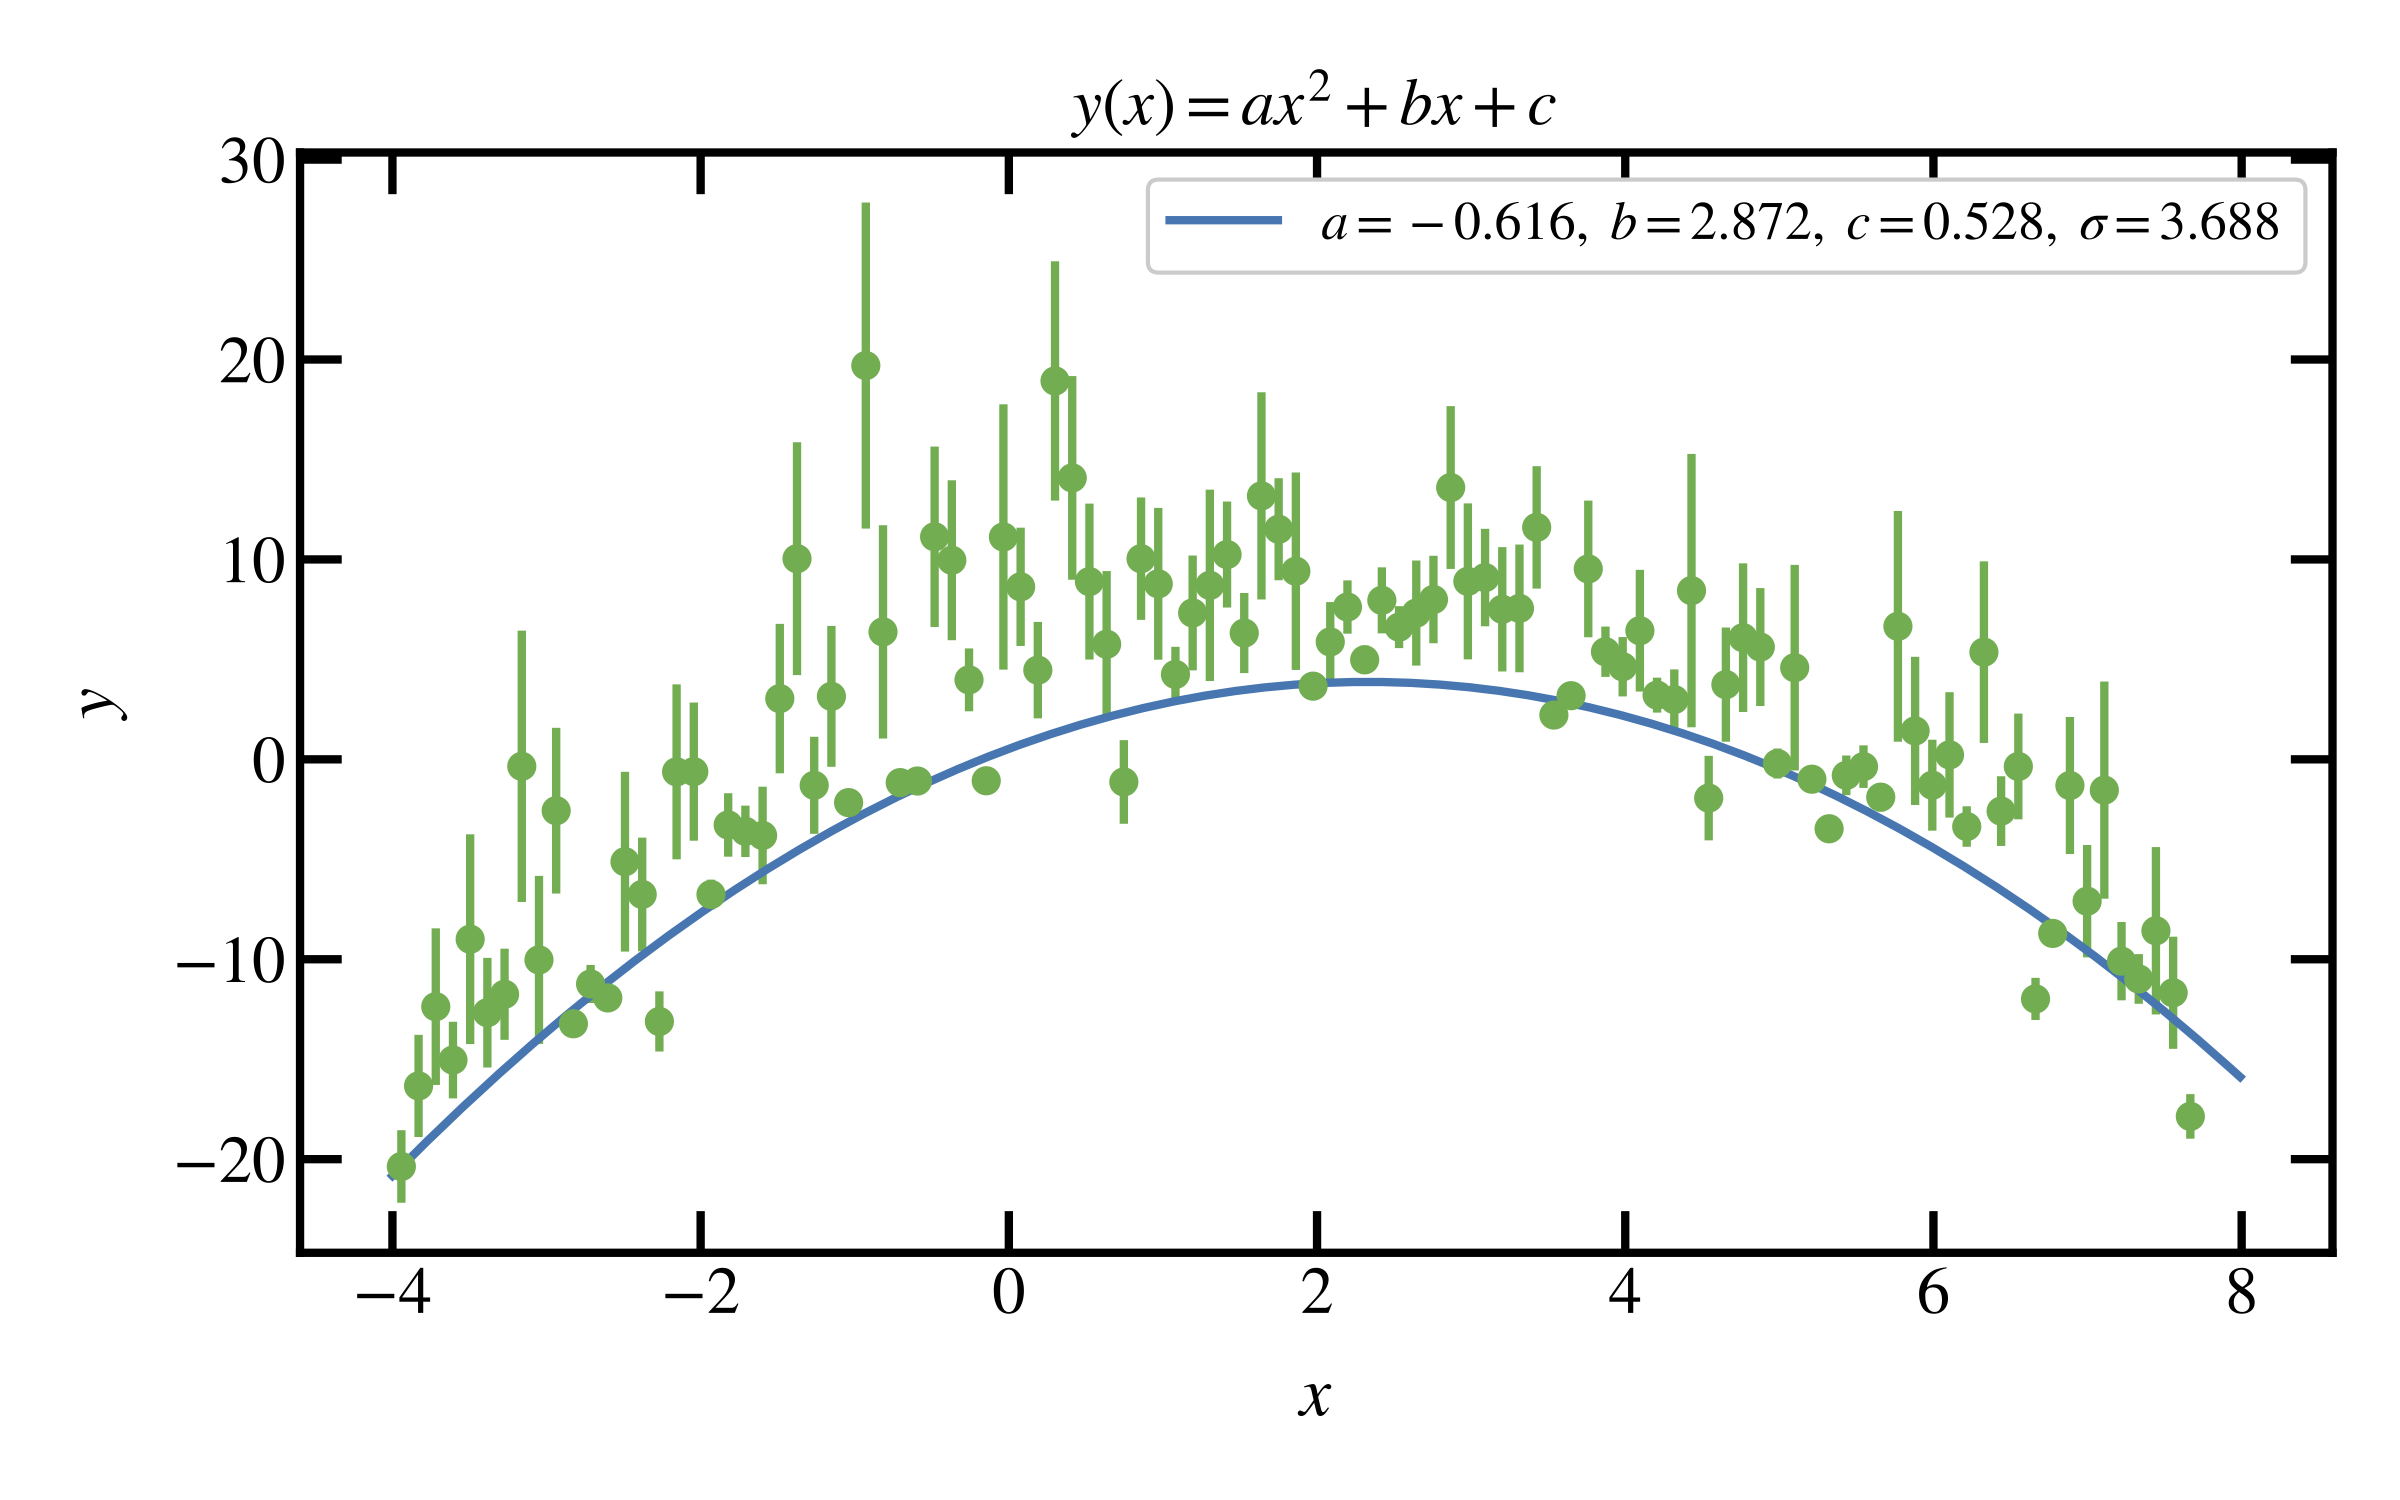 y(x) = ax² + bx + c
a = −0.616, b = 2.872, c = 0.528, σ = 3.688
30
20
10
0
−10
−20
y
−4 −2 0 2 4 6 8
x